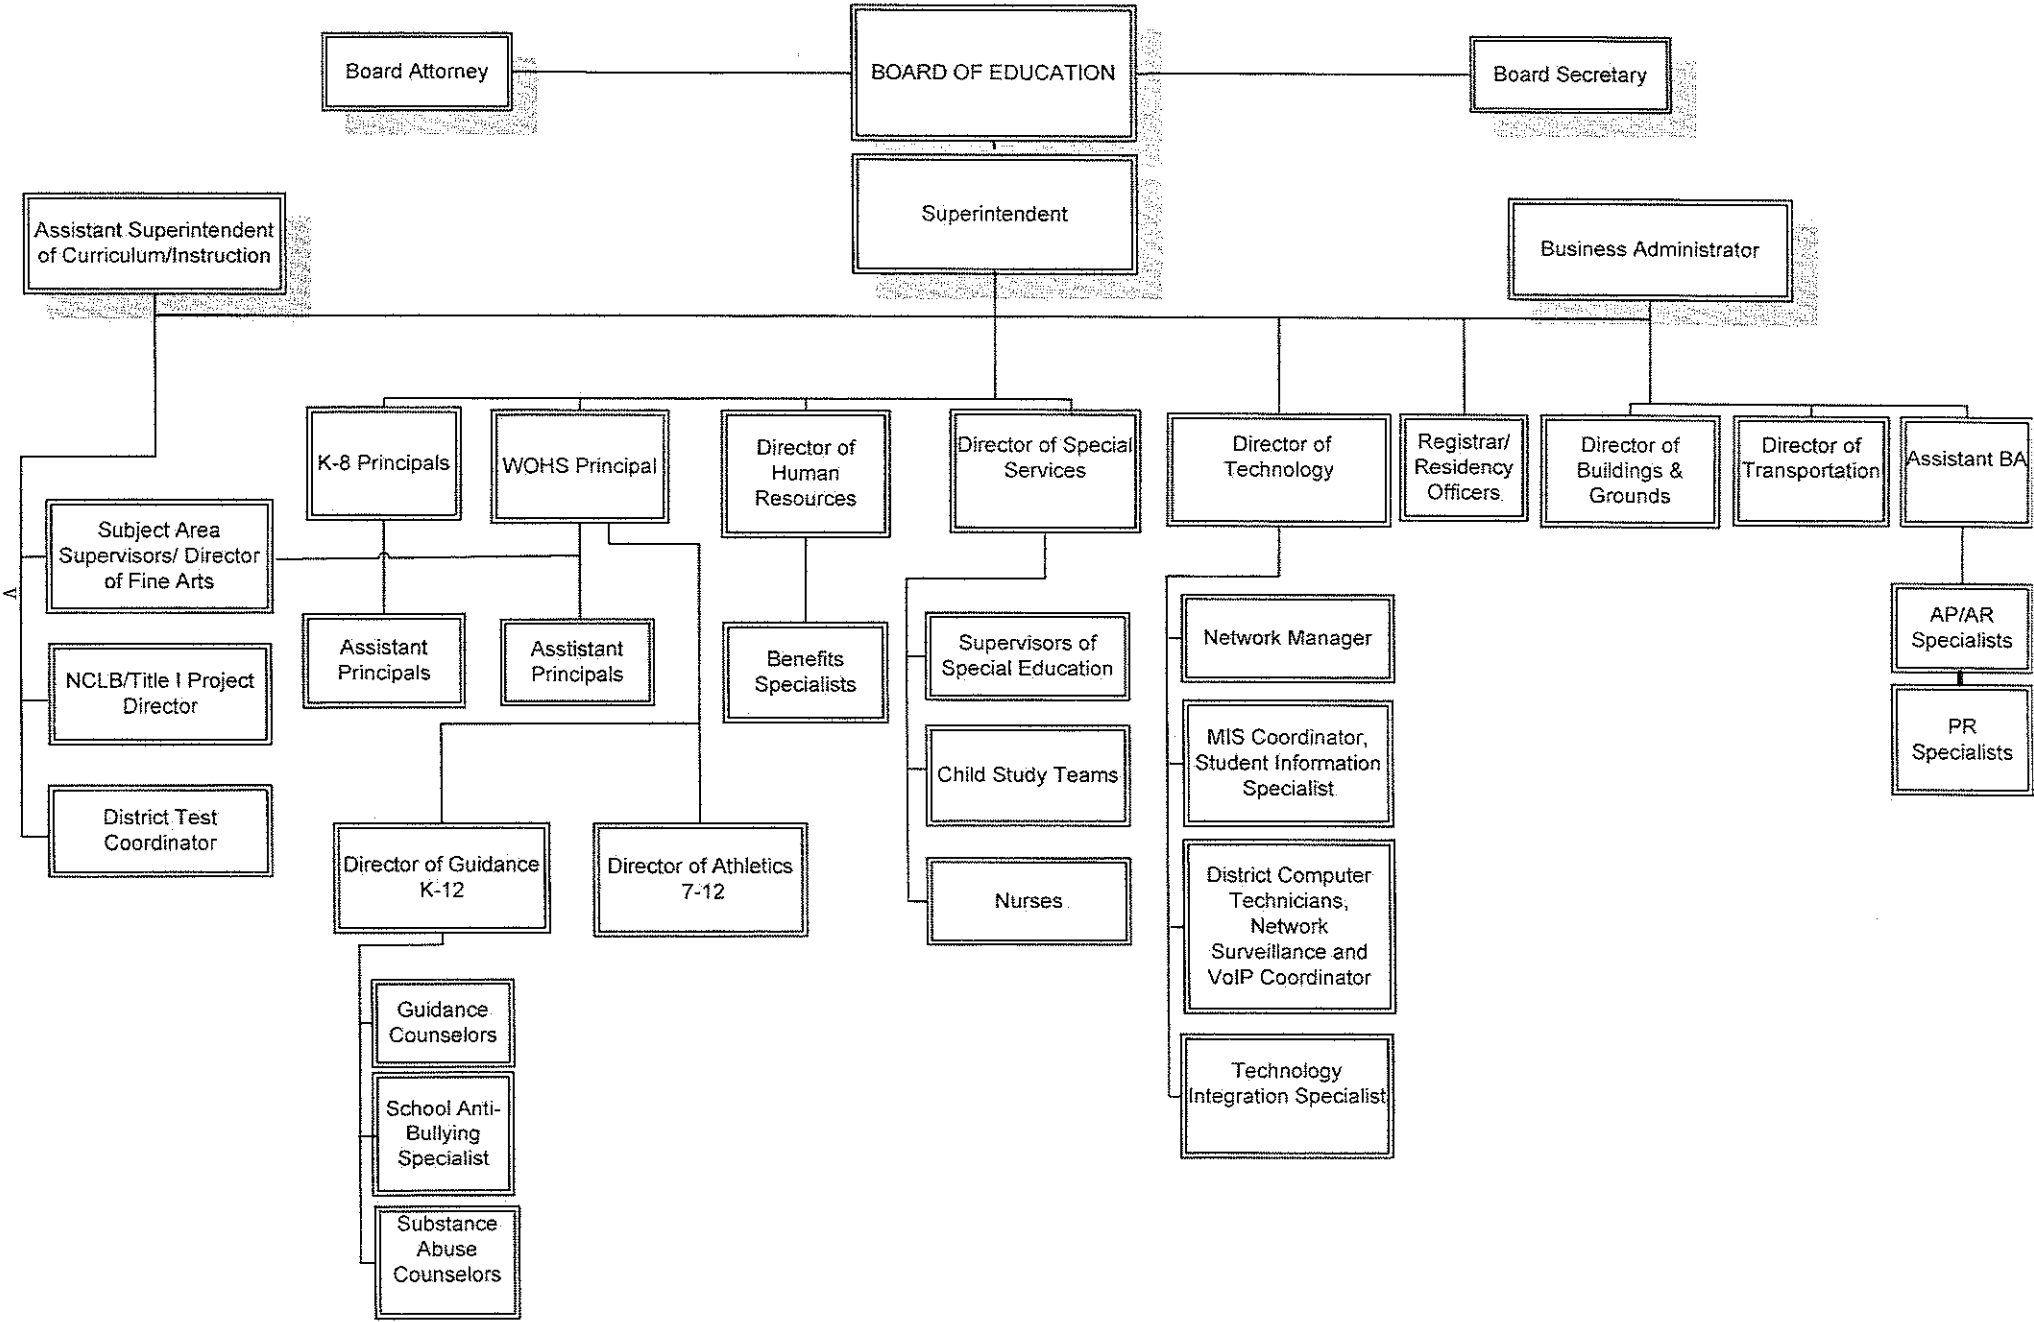 Board Attorney
BOARD OF EDUCATION
Board Secretary
Superintendent
Assistant Superintendent
of Curriculum/Instruction
Business Administrator
K-8 Principals
WOHS Principal
Director of
Human
Resources
Director of Special
Services
Director of
Technology
Registrar/
Residency
Officers
Director of
Buildings &
Grounds
Director of
Transportation
Assistant BA
Subject Area
Supervisors/ Director
of Fine Arts
NCLB/Title I Project
Director
District Test
Coordinator
Assistant
Principals
Asstistant
Principals
Benefits
Specialists
Supervisors of
Special Education
Child Study Teams
Nurses
Network Manager
MIS Coordinator,
Student Information
Specialist
District Computer
Technicians,
Network
Surveillance and
VoIP Coordinator
Technology
Integration Specialist
AP/AR
Specialists
PR
Specialists
Director of Guidance
K-12
Director of Athletics
7-12
Guidance
Counselors
School Anti-
Bullying
Specialist
Substance
Abuse
Counselors